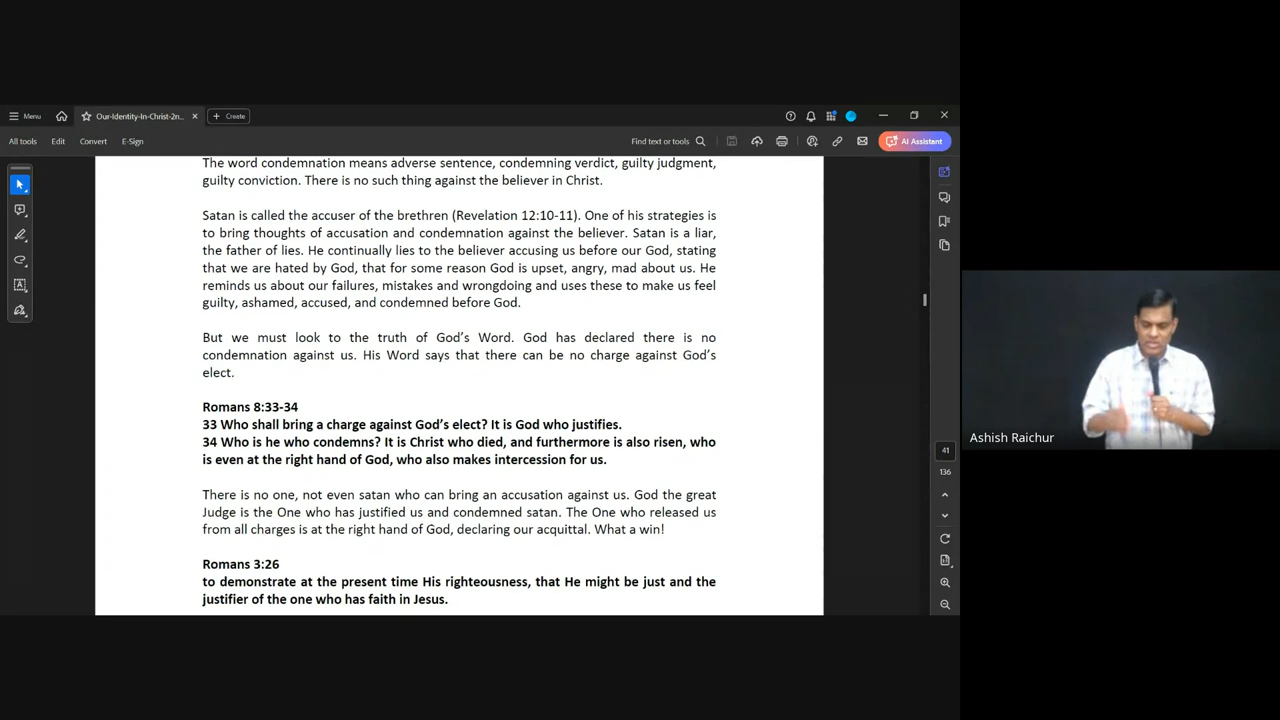 Menu
Our-Identity-In-Christ-2n...
Create
All tools
Edit
Convert
E-Sign
Find text or tools
AI Assistant
The word condemnation means adverse sentence, condemning verdict, guilty judgment,
guilty conviction. There is no such thing against the believer in Christ.
Satan is called the accuser of the brethren (Revelation 12:10-11). One of his strategies is
to bring thoughts of accusation and condemnation against the believer. Satan is a liar,
the father of lies. He continually lies to the believer accusing us before our God, stating
that we are hated by God, that for some reason God is upset, angry, mad about us. He
reminds us about our failures, mistakes and wrongdoing and uses these to make us feel
guilty, ashamed, accused, and condemned before God.
But we must look to the truth of God's Word. God has declared there is no
condemnation against us. His Word says that there can be no charge against God's
elect.
Romans 8:33-34
33 Who shall bring a charge against God's elect? It is God who justifies.
34 Who is he who condemns? It is Christ who died, and furthermore is also risen, who
is even at the right hand of God, who also makes intercession for us.
There is no one, not even satan who can bring an accusation against us. God the great
Judge is the One who has justified us and condemned satan. The One who released us
from all charges is at the right hand of God, declaring our acquittal. What a win!
Romans 3:26
to demonstrate at the present time His righteousness, that He might be just and the
justifier of the one who has faith in Jesus.
41
136
Ashish Raichur